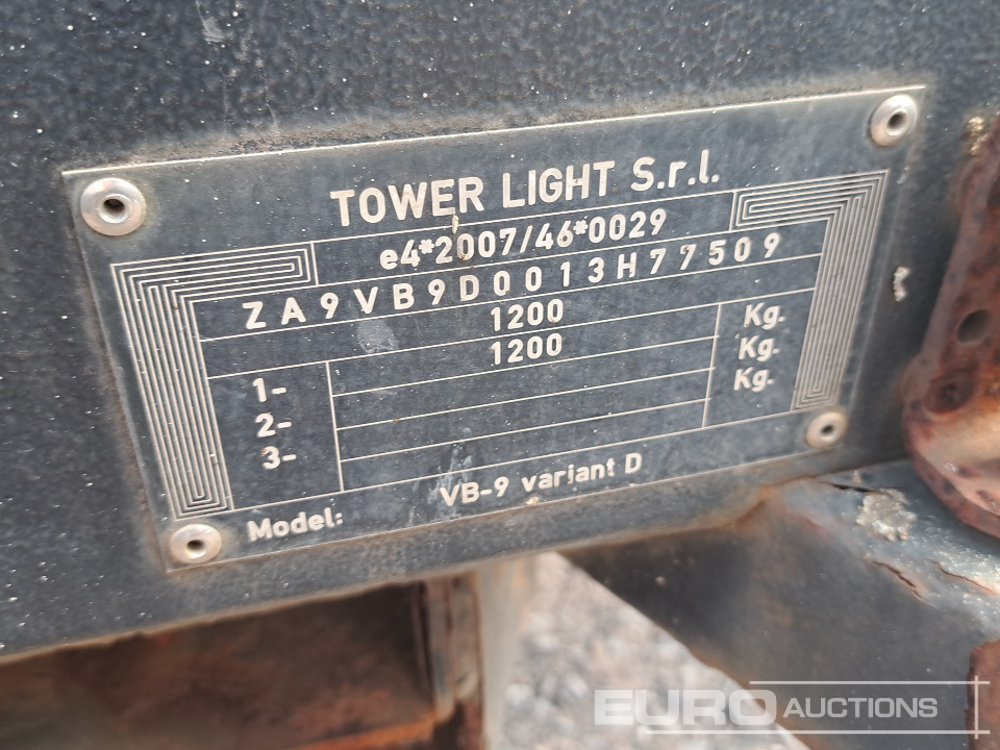 TOWER LIGHT S.r.l.
e4*2007/46*0029
ZA9VB9D0013H77509
1200 Kg.
1- 1200 Kg.
2- Kg.
3-
Model: VB-9 variant D
EURO AUCTIONS